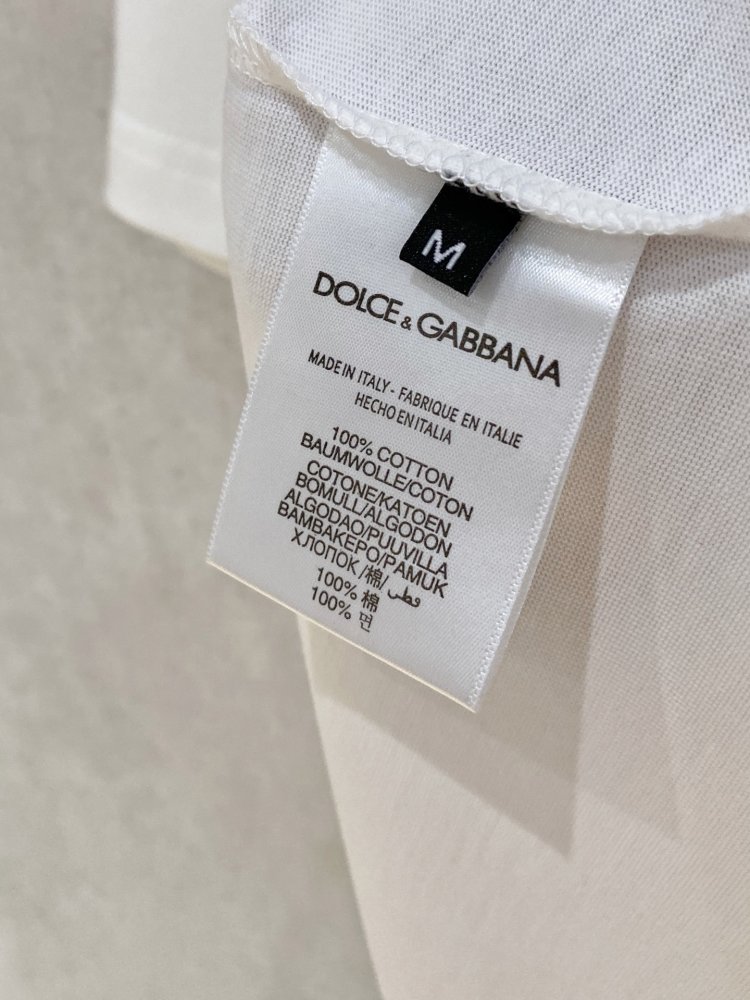 M
DOLCE & GABBANA
MADE IN ITALY - FABRIQUE EN ITALIE
HECHO EN ITALIA
100% COTTON
BAUMWOLLE/COTON
COTONE/KATOEN
BOMULL/ALGODON
ALGODAO/PUUVILLA
BAMBAKEPO/PAMUK
ХЛОПОК /棉/ قطن
100% 棉
100% 면